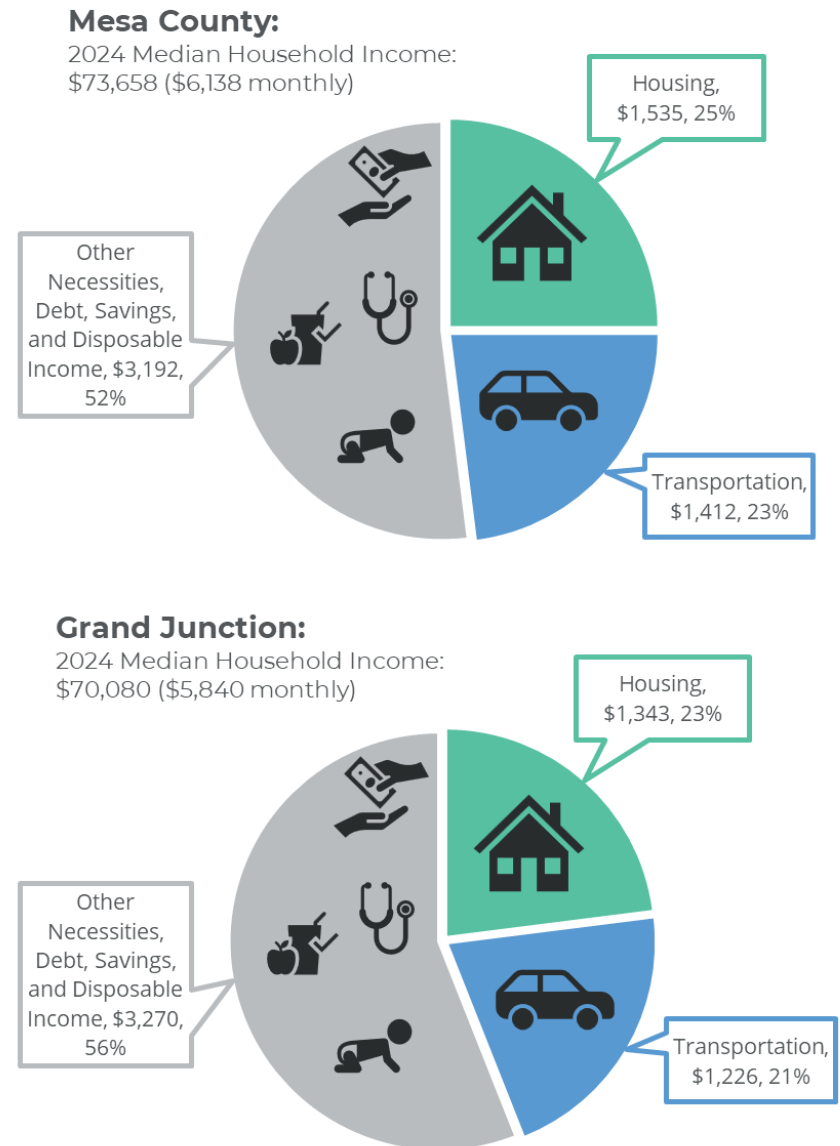 Mesa County:
2024 Median Household Income:
$73,658 ($6,138 monthly)
Housing,
$1,535, 25%
Other
Necessities,
Debt, Savings,
and Disposable
Income, $3,192,
52%
Transportation,
$1,412, 23%
Grand Junction:
2024 Median Household Income:
$70,080 ($5,840 monthly)
Housing,
$1,343, 23%
Other
Necessities,
Debt, Savings,
and Disposable
Income, $3,270,
56%
Transportation,
$1,226, 21%